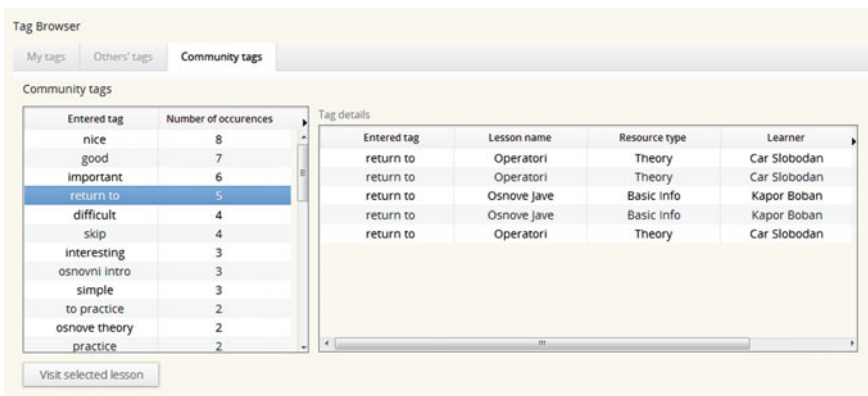 Tag Browser
My tags Others' tags Community tags
Community tags
Entered tag Number of occurences
nice 8
good 7
important 6
return to 5
difficult 4
skip 4
interesting 3
osnovni intro 3
simple 3
to practice 2
osnove theory 2
practice 2
Tag details
Entered tag Lesson name Resource type Learner
return to Operatori Theory Car Slobodan
return to Operatori Theory Car Slobodan
return to Osnove Jave Basic Info Kapor Boban
return to Osnove Jave Basic Info Kapor Boban
return to Operatori Theory Car Slobodan
Visit selected lesson